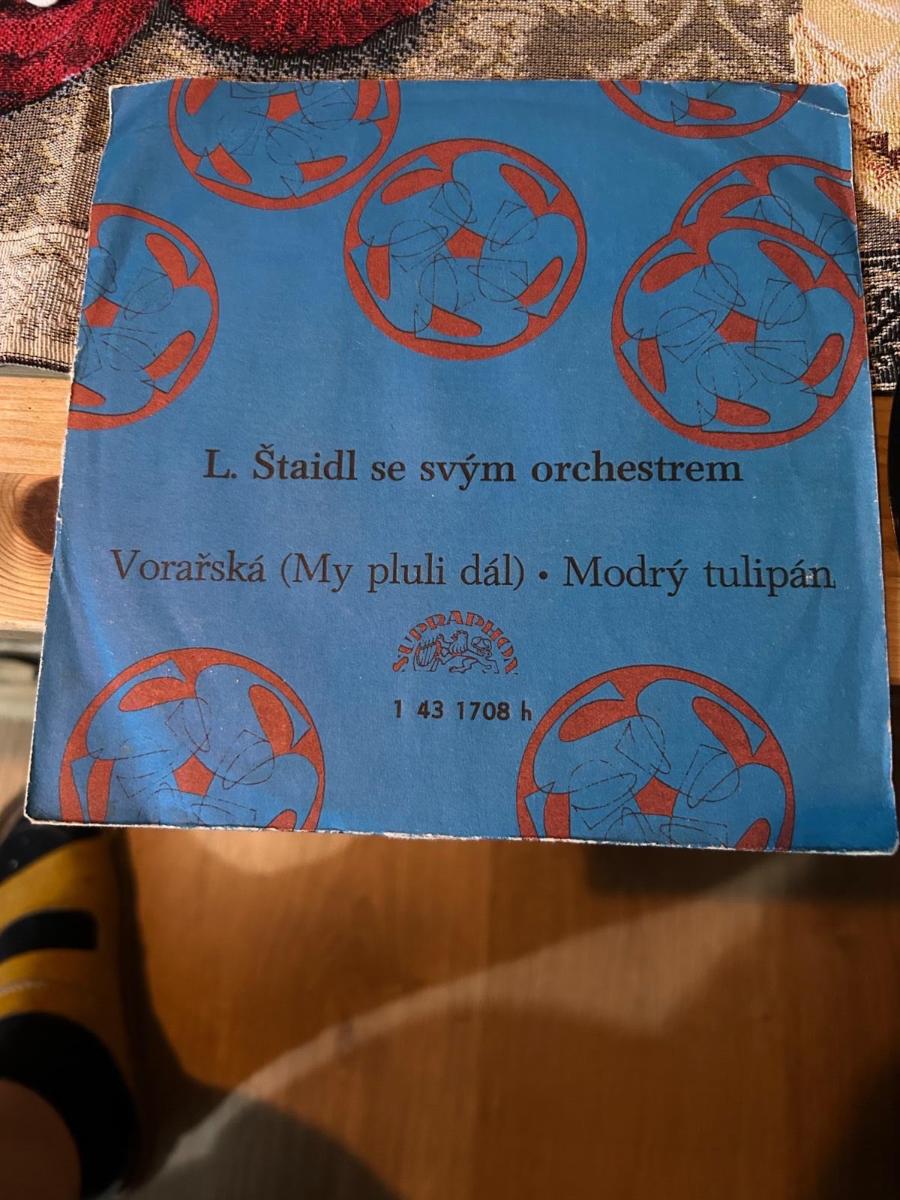 L. Štaidl se svým orchestrem
Vorařská (My pluli dál) • Modrý tulipán
SUPRAPHON
1 43 1708 h